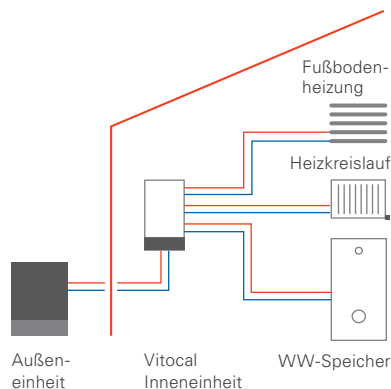 Fußboden-
heizung
Heizkreislauf
Außen-
einheit
Vitocal
Inneneinheit
WW-Speicher